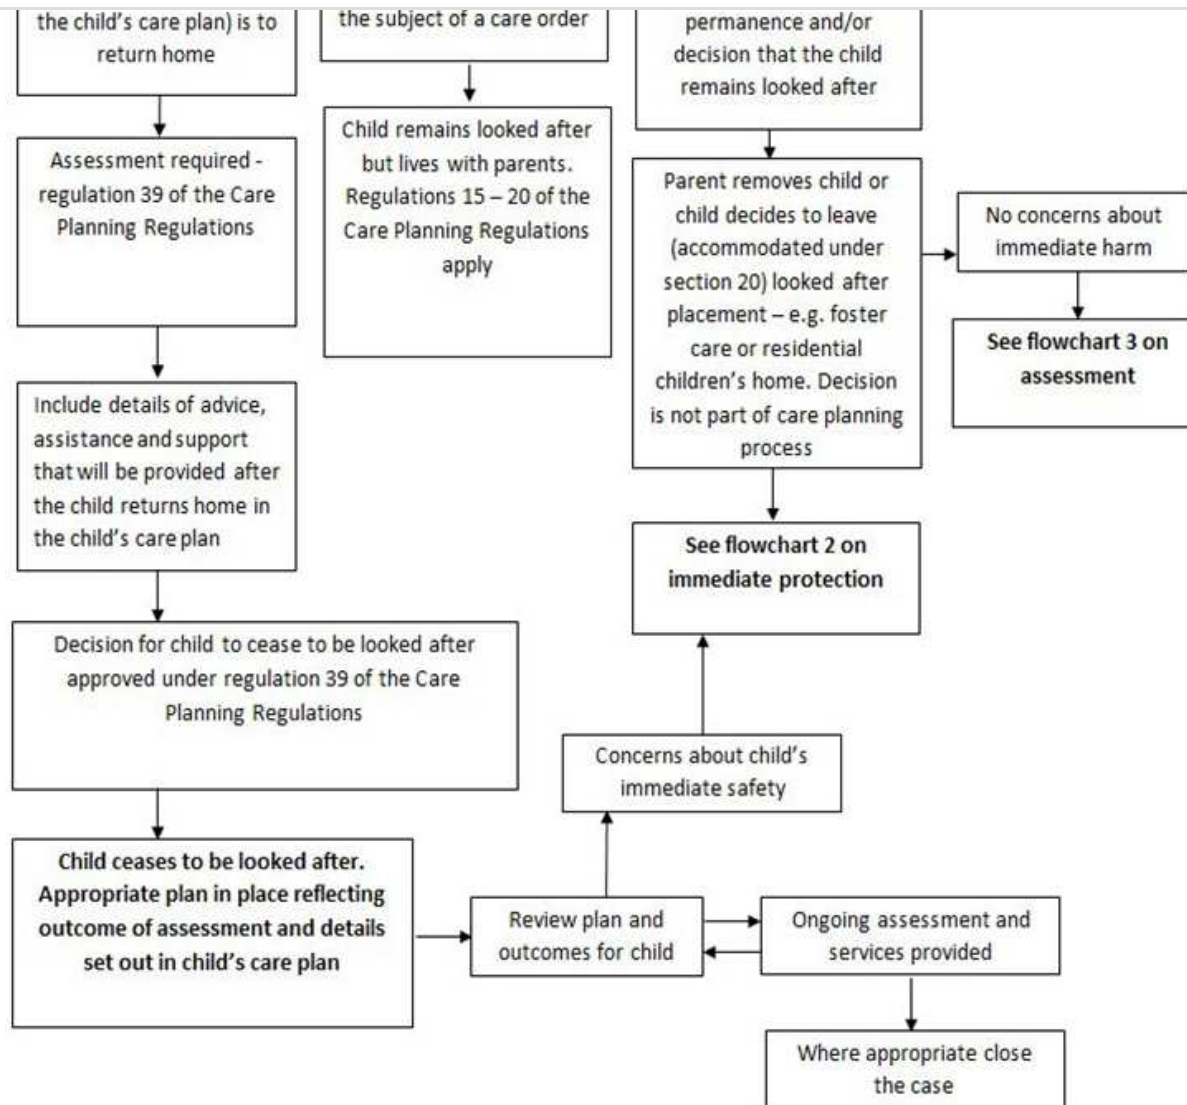 the child's care plan) is to
return home
the subject of a care order
permanence and/or
decision that the child
remains looked after
Assessment required -
regulation 39 of the Care
Planning Regulations
Child remains looked after
but lives with parents.
Regulations 15 – 20 of the
Care Planning Regulations
apply
Parent removes child or
child decides to leave
(accommodated under
section 20) looked after
placement – e.g. foster
care or residential
children's home. Decision
is not part of care planning
process
No concerns about
immediate harm
See flowchart 3 on
assessment
Include details of advice,
assistance and support
that will be provided after
the child returns home in
the child's care plan
See flowchart 2 on
immediate protection
Decision for child to cease to be looked after
approved under regulation 39 of the Care
Planning Regulations
Concerns about child's
immediate safety
Child ceases to be looked after.
Appropriate plan in place reflecting
outcome of assessment and details
set out in child's care plan
Review plan and
outcomes for child
Ongoing assessment and
services provided
Where appropriate close
the case